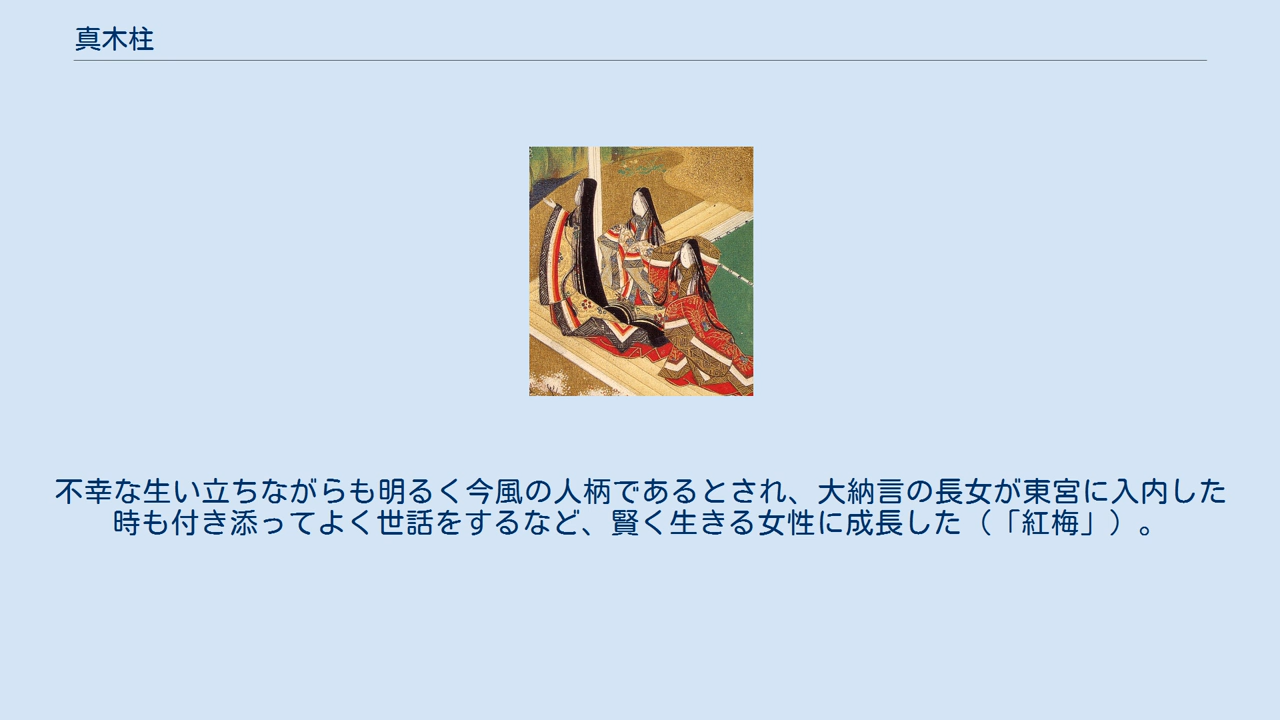 真木柱
不幸な生い立ちながらも明るく今風の人柄であるとされ、大納言の長女が東宮に入内した
時も付き添ってよく世話をするなど、賢く生きる女性に成長した（「紅梅」）。